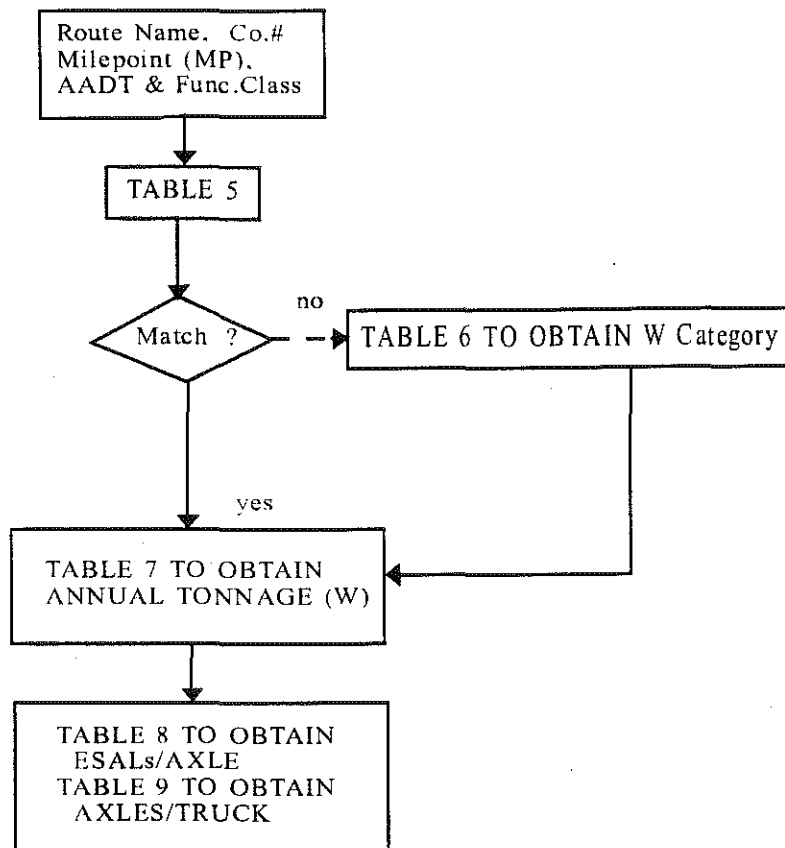 Route Name, Co.#
Milepoint (MP),
AADT & Func.Class
TABLE 5
Match ?
no
TABLE 6 TO OBTAIN W Category
yes
TABLE 7 TO OBTAIN
ANNUAL TONNAGE (W)
TABLE 8 TO OBTAIN
ESALs/AXLE
TABLE 9 TO OBTAIN
AXLES/TRUCK